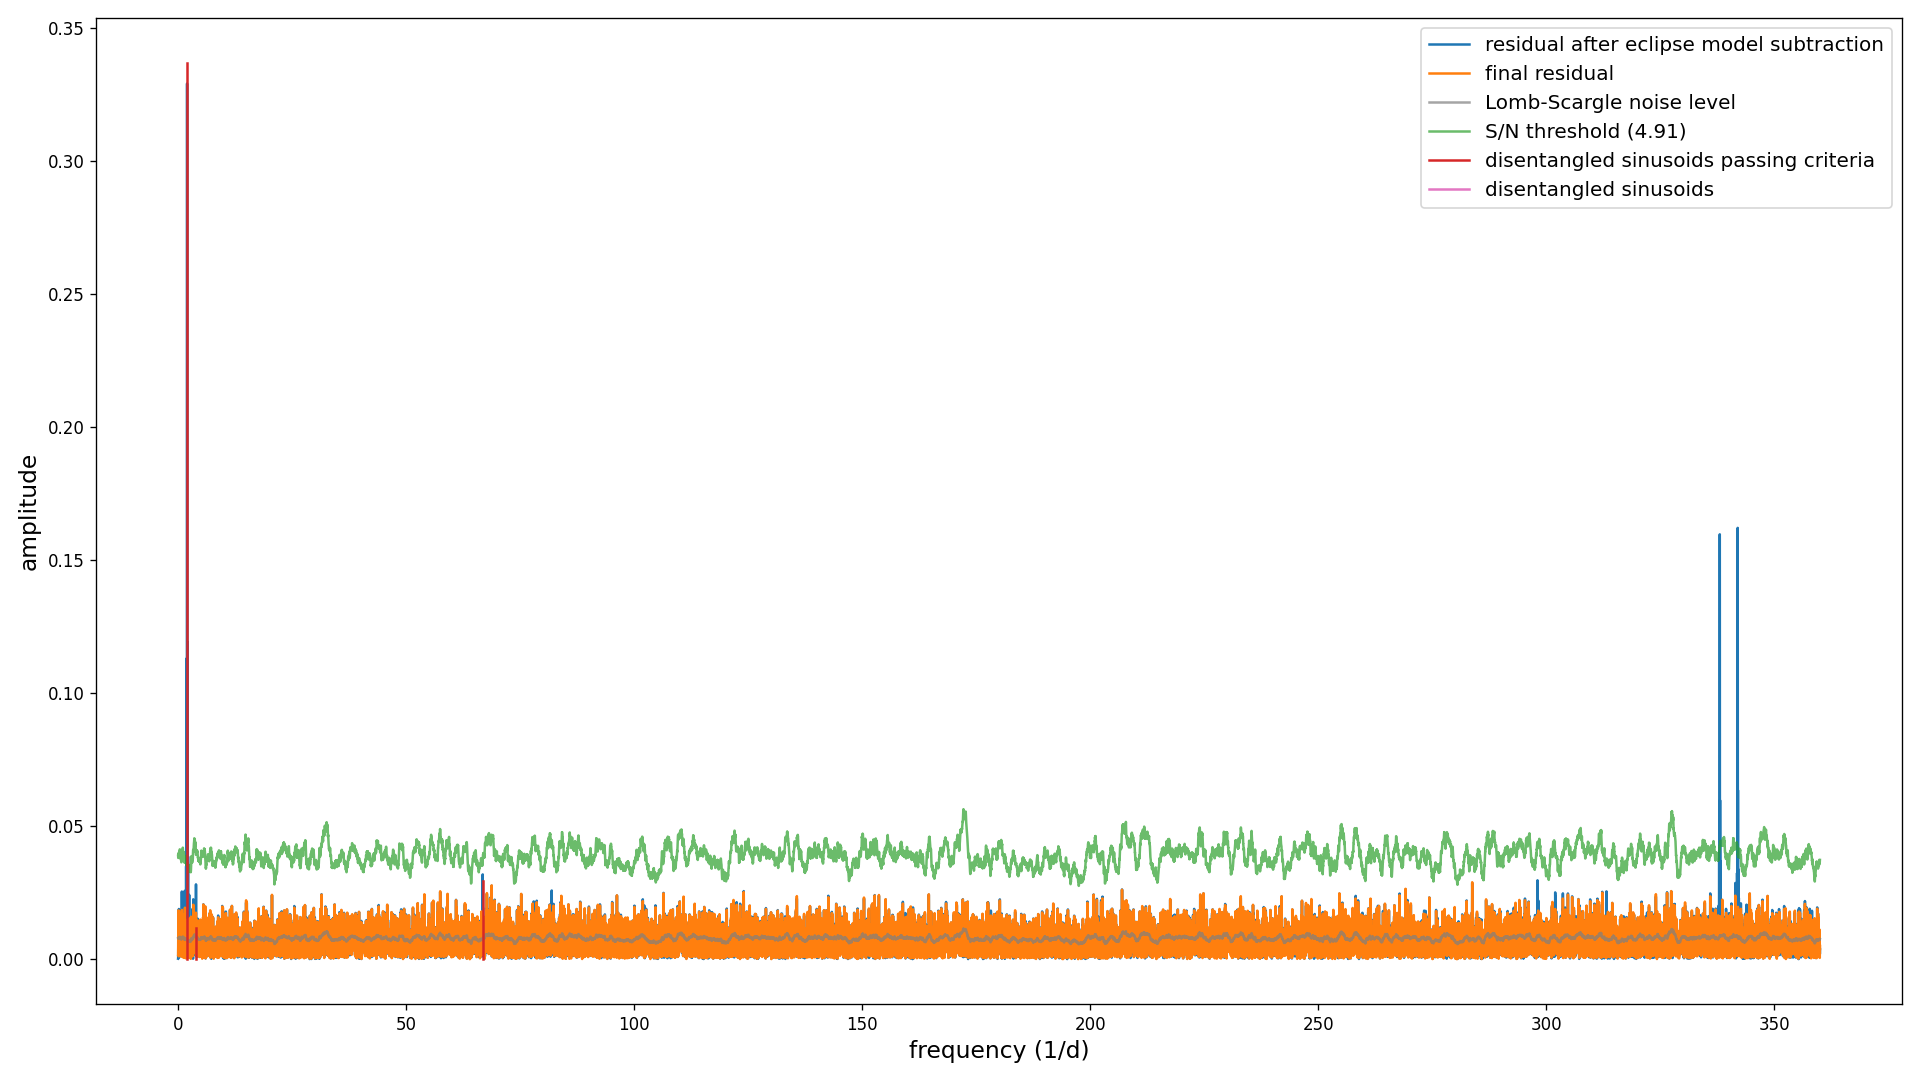 residual after eclipse model subtraction
final residual
Lomb-Scargle noise level
S/N threshold (4.91)
disentangled sinusoids passing criteria
disentangled sinusoids
0.35
0.30
0.25
0.20
0.15
0.10
0.05
0.00
amplitude
0 50 100 150 200 250 300 350
frequency (1/d)